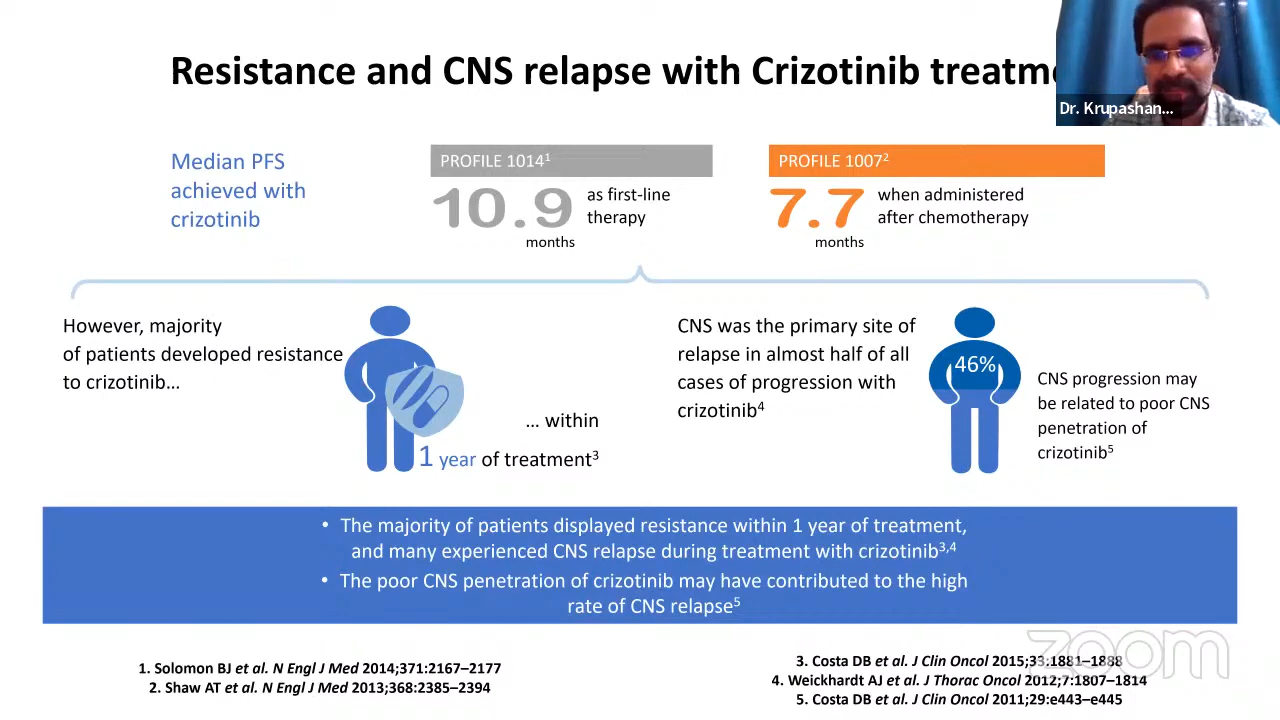 Resistance and CNS relapse with Crizotinib treatm
Dr. Krupashan...
Median PFS
achieved with
crizotinib
PROFILE 1014¹
10.9
months
as first-line
therapy
PROFILE 1007²
7.7
months
when administered
after chemotherapy
However, majority
of patients developed resistance
to crizotinib…
… within
1 year of treatment³
CNS was the primary site of
relapse in almost half of all
cases of progression with
crizotinib⁴
46%
CNS progression may
be related to poor CNS
penetration of
crizotinib⁵
• The majority of patients displayed resistance within 1 year of treatment,
and many experienced CNS relapse during treatment with crizotinib³,⁴
• The poor CNS penetration of crizotinib may have contributed to the high
rate of CNS relapse⁵
1. Solomon BJ et al. N Engl J Med 2014;371:2167–2177
2. Shaw AT et al. N Engl J Med 2013;368:2385–2394
3. Costa DB et al. J Clin Oncol 2015;33:1881–1888
4. Weickhardt AJ et al. J Thorac Oncol 2012;7:1807–1814
5. Costa DB et al. J Clin Oncol 2011;29:e443–e445
zoom